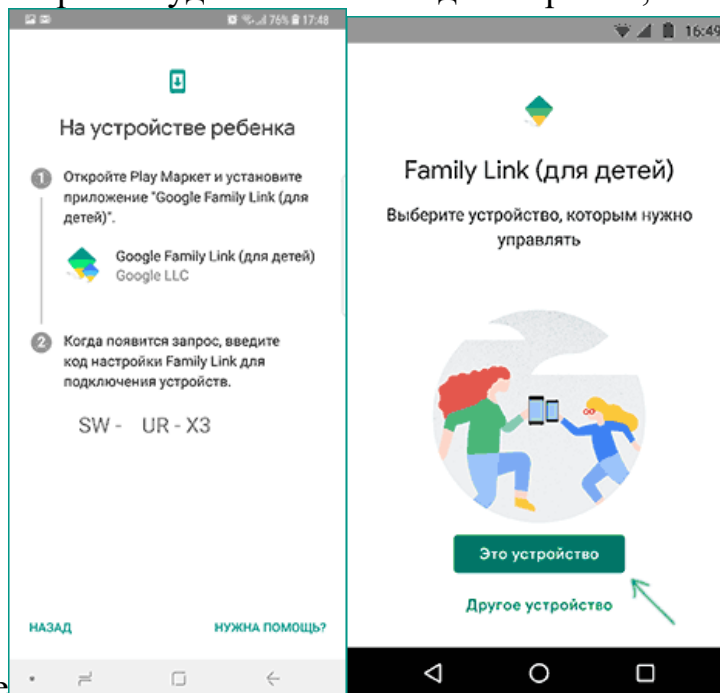 76% 17:48
На устройстве ребенка
1 Откройте Play Маркет и установите
приложение "Google Family Link (для
детей)".
Google Family Link (для детей)
Google LLC
2 Когда появится запрос, введите
код настройки Family Link для
подключения устройств.
SW - UR - X3
НАЗАД НУЖНА ПОМОЩЬ?
16:49
Family Link (для детей)
Выберите устройство, которым нужно
управлять
Это устройство
Другое устройство